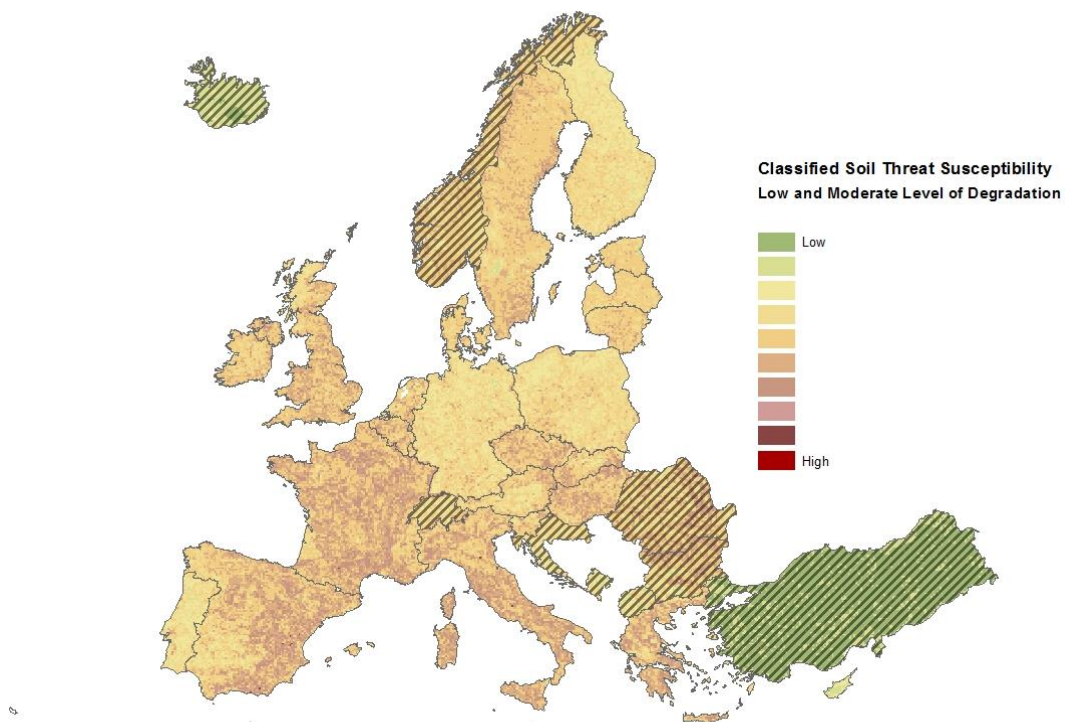 Classified Soil Threat Susceptibility
Low and Moderate Level of Degradation
Low
High